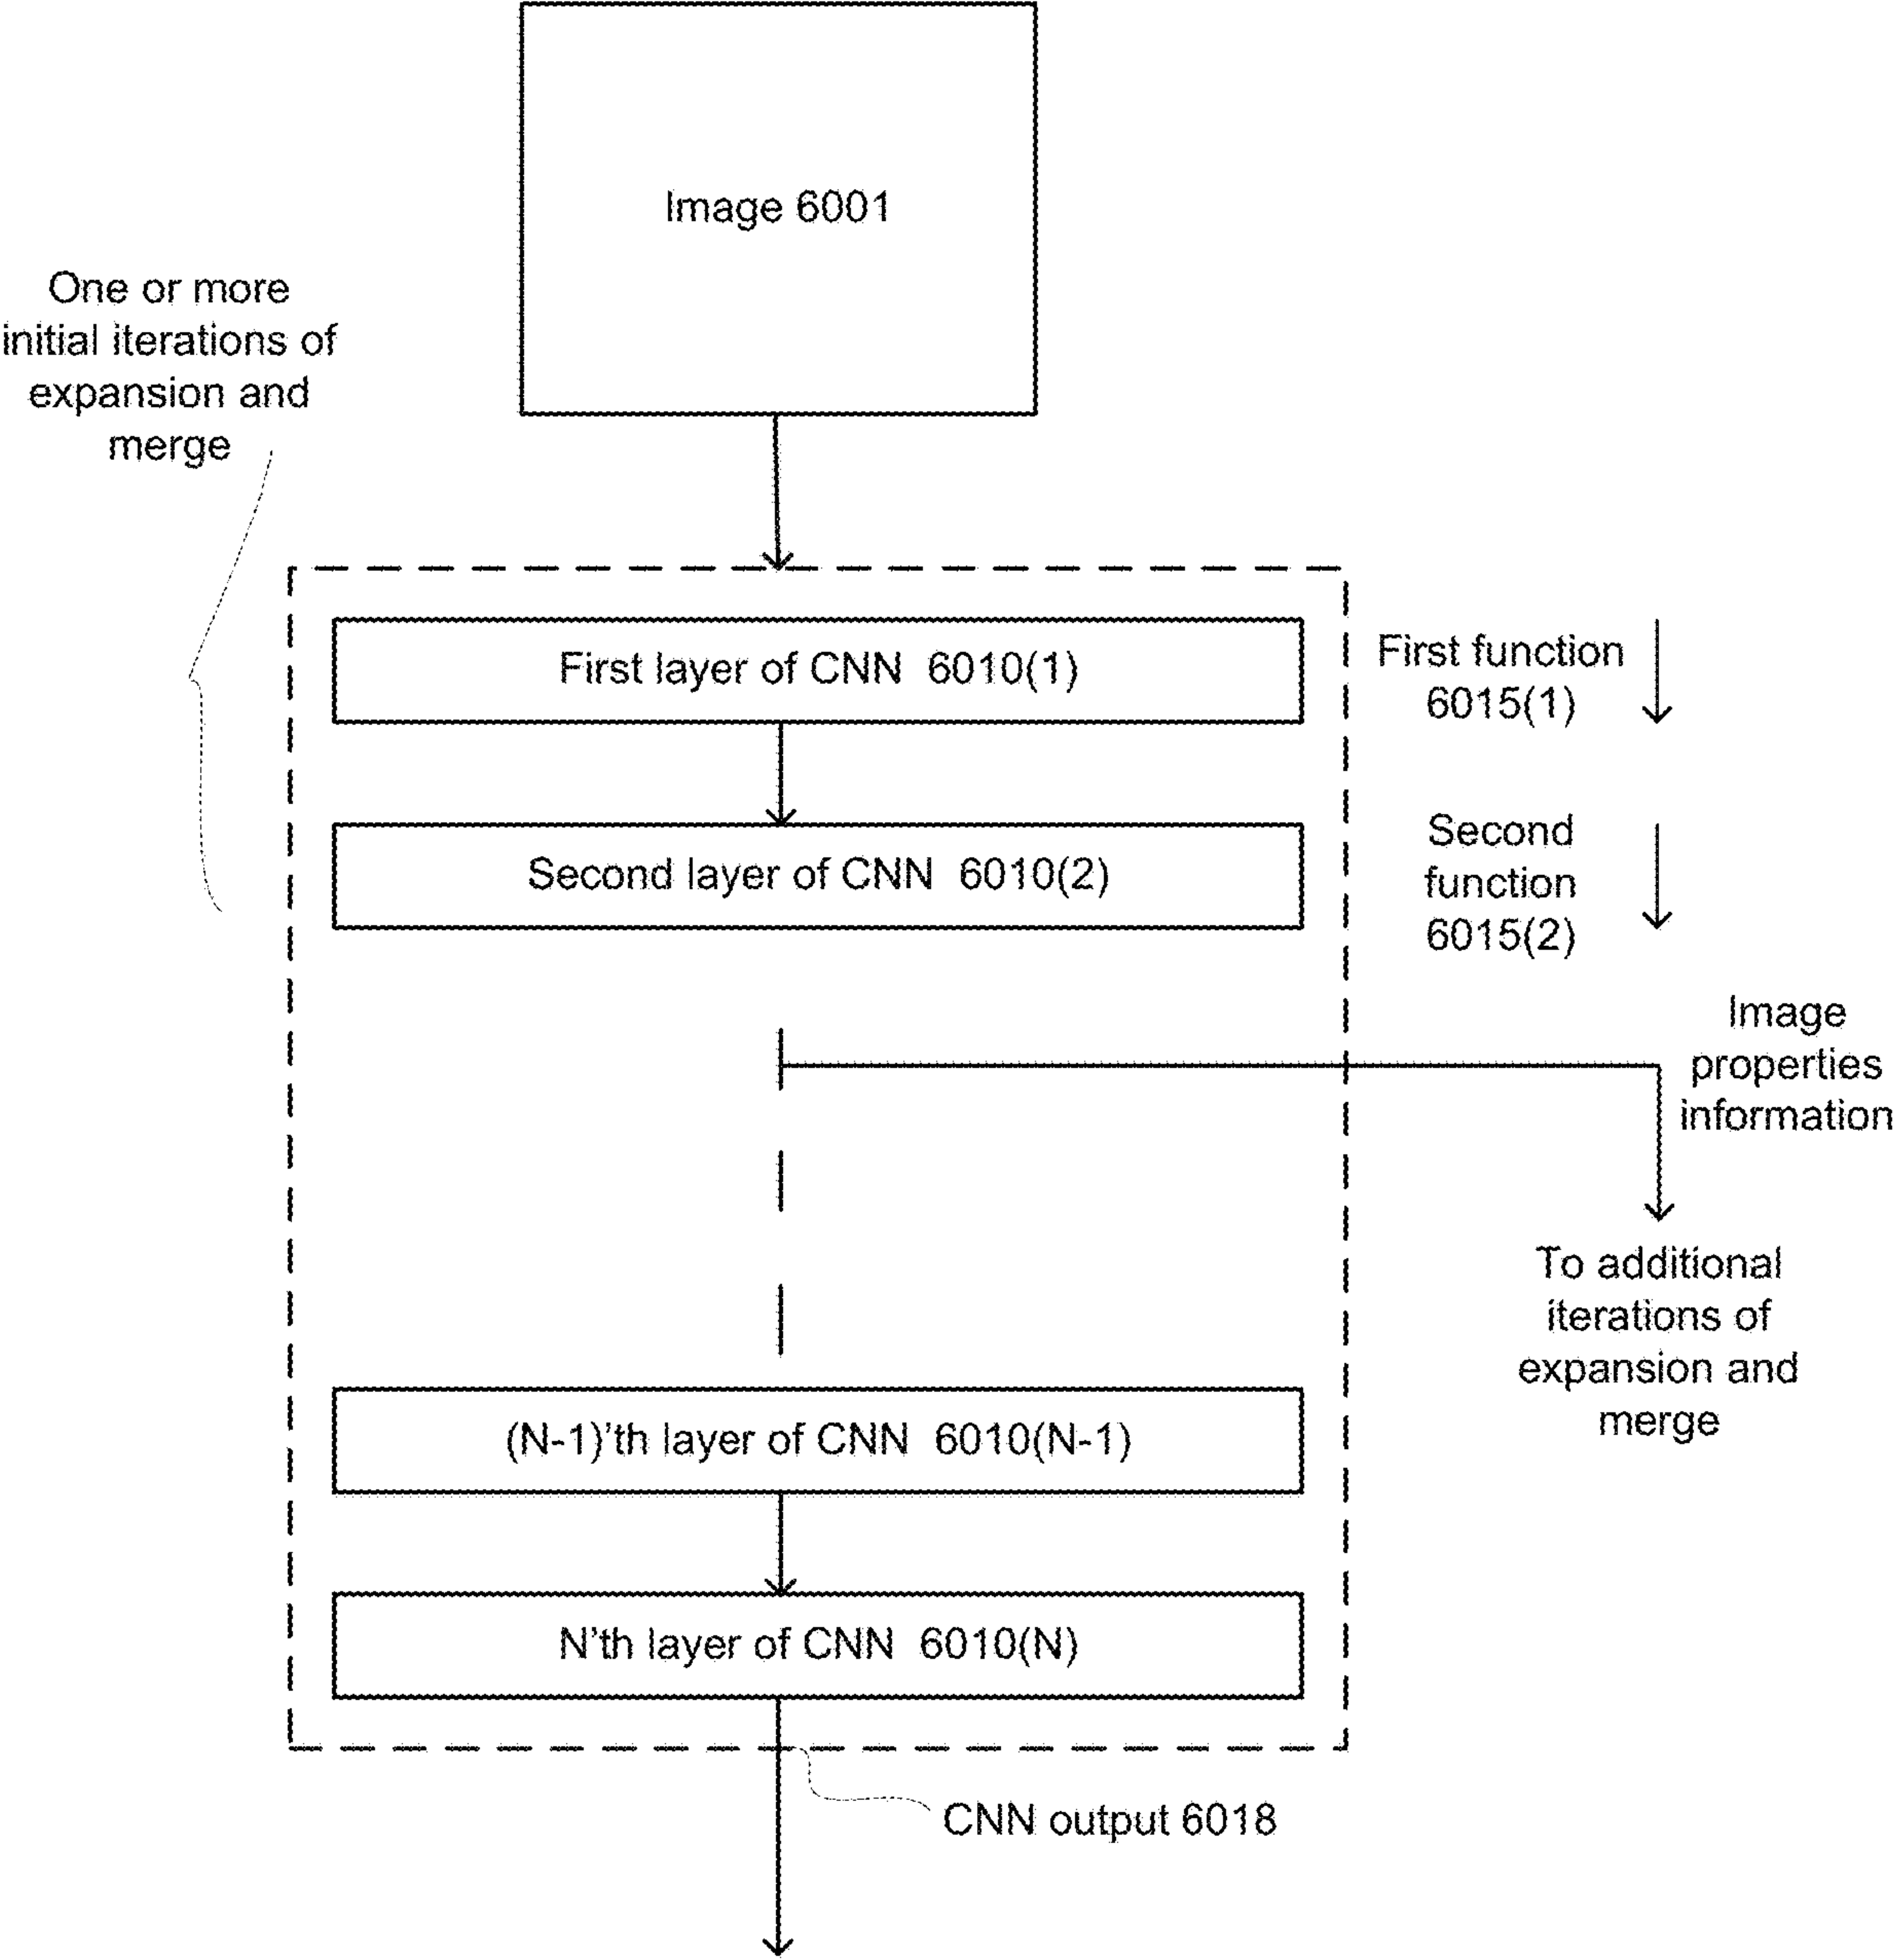 Image 6001
One or more
initial iterations of
expansion and
merge
First layer of CNN 6010(1)
First function
6015(1)
Second layer of CNN 6010(2)
Second
function
6015(2)
Image
properties
information
To additional
iterations of
expansion and
merge
(N-1)'th layer of CNN 6010(N-1)
N'th layer of CNN 6010(N)
CNN output 6018